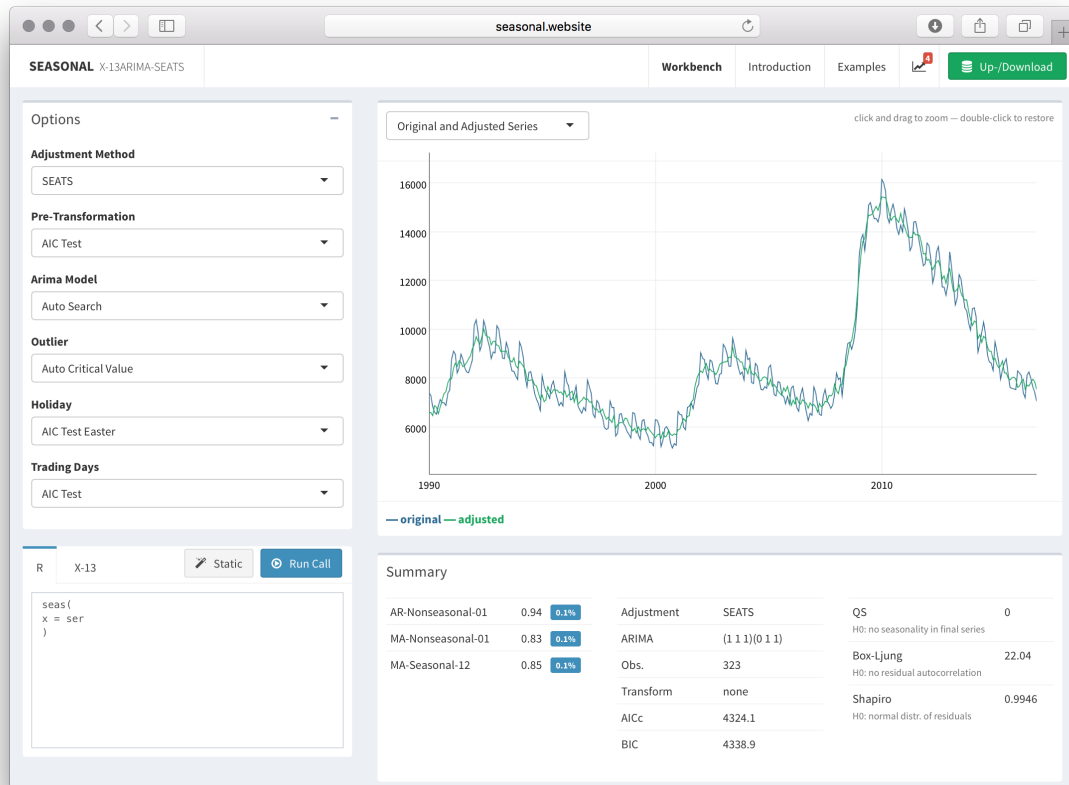 seasonal.website
SEASONAL X-13ARIMA-SEATS
Workbench
Introduction
Examples
4
Up-/Download
Options
Adjustment Method
SEATS
Pre-Transformation
AIC Test
Arima Model
Auto Search
Outlier
Auto Critical Value
Holiday
AIC Test Easter
Trading Days
AIC Test
R
X-13
Static
Run Call
seas(
x = ser
)
Original and Adjusted Series
click and drag to zoom — double-click to restore
16000
14000
12000
10000
8000
6000
1990
2000
2010
— original — adjusted
Summary
AR-Nonseasonal-01 0.94 0.1%
MA-Nonseasonal-01 0.83 0.1%
MA-Seasonal-12 0.85 0.1%
Adjustment SEATS
ARIMA (1 1 1)(0 1 1)
Obs. 323
Transform none
AICc 4324.1
BIC 4338.9
QS 0
H0: no seasonality in final series
Box-Ljung 22.04
H0: no residual autocorrelation
Shapiro 0.9946
H0: normal distr. of residuals